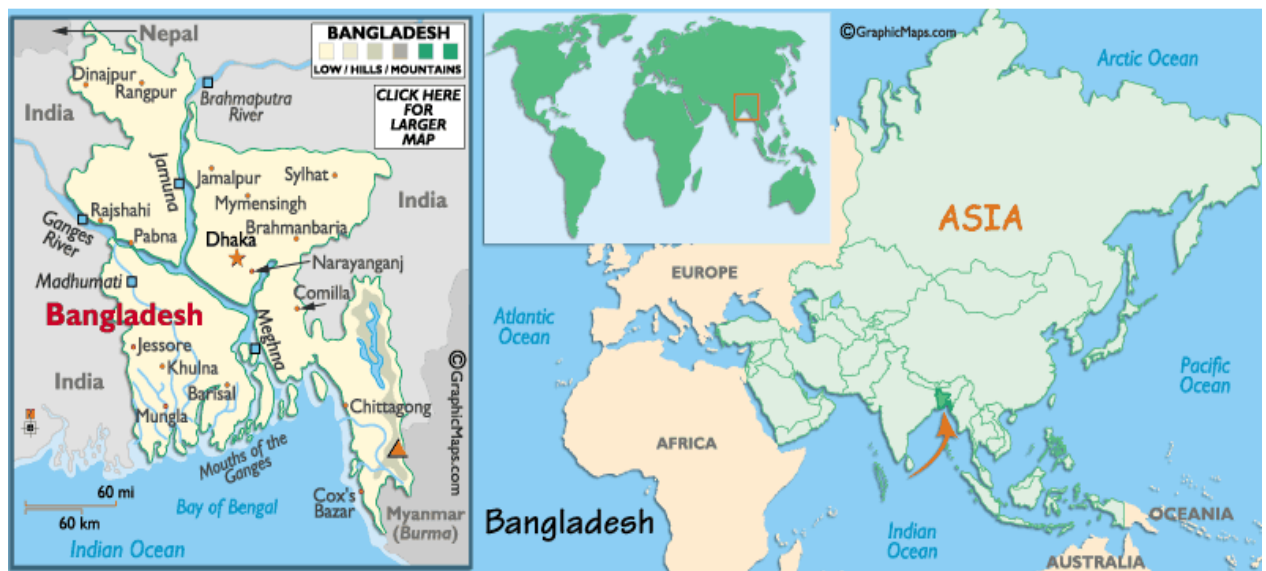 Nepal
BANGLADESH
LOW / HILLS / MOUNTAINS
CLICK HERE
FOR
LARGER
MAP
Dinajpur
Rangpur
India
Brahmaputra
River
Jamuna
Jamalpur
Sylhat
Mymensingh
India
Rajshahi
Ganges
River
Pabna
Brahmanbaria
Dhaka
Narayanganj
Madhumati
Comilla
Bangladesh
Meghna
Jessore
Khulna
India
Barisal
Mungla
Chittagong
©GraphicMaps.com
Mouths of the
Ganges
60 mi
60 km
Bay of Bengal
Cox's
Bazar
Myanmar
(Burma)
Indian Ocean
©GraphicMaps.com
Arctic Ocean
ASIA
EUROPE
Atlantic
Ocean
Pacific
Ocean
AFRICA
Bangladesh
Indian
Ocean
OCEANIA
AUSTRALIA